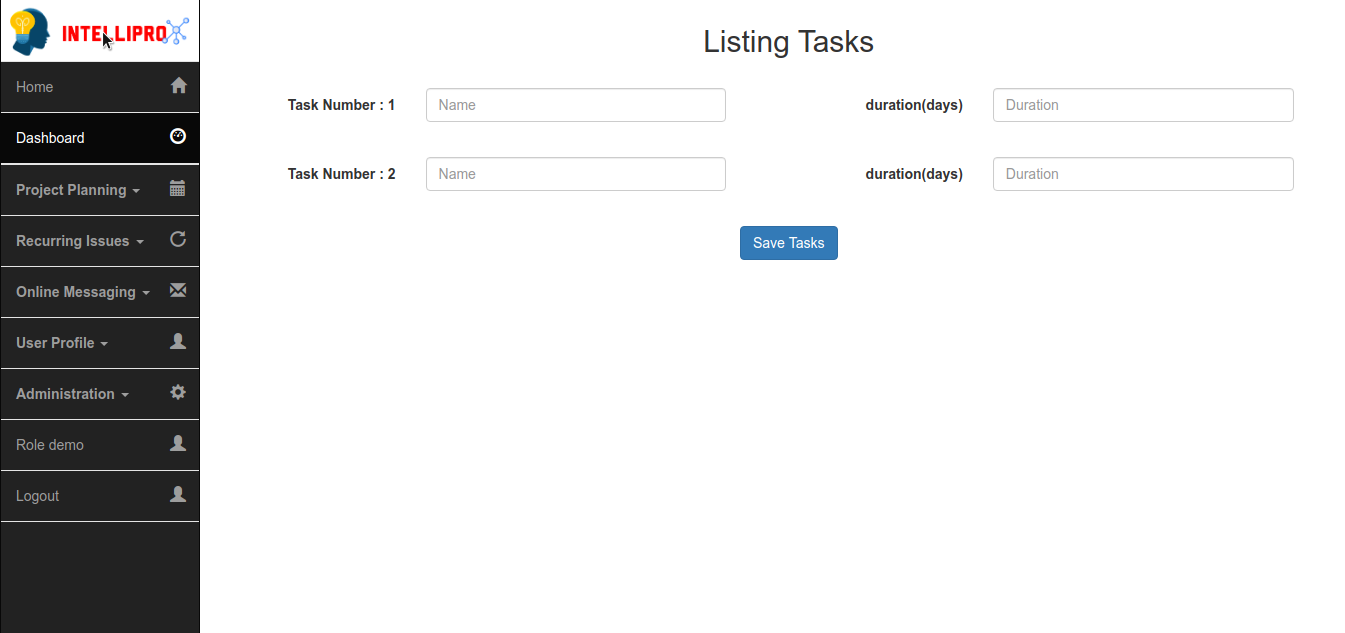 INTELLIPRO
Home
Dashboard
Project Planning
Recurring Issues
Online Messaging
User Profile
Administration
Role demo
Logout
Listing Tasks
Task Number : 1 Name duration(days) Duration
Task Number : 2 Name duration(days) Duration
Save Tasks